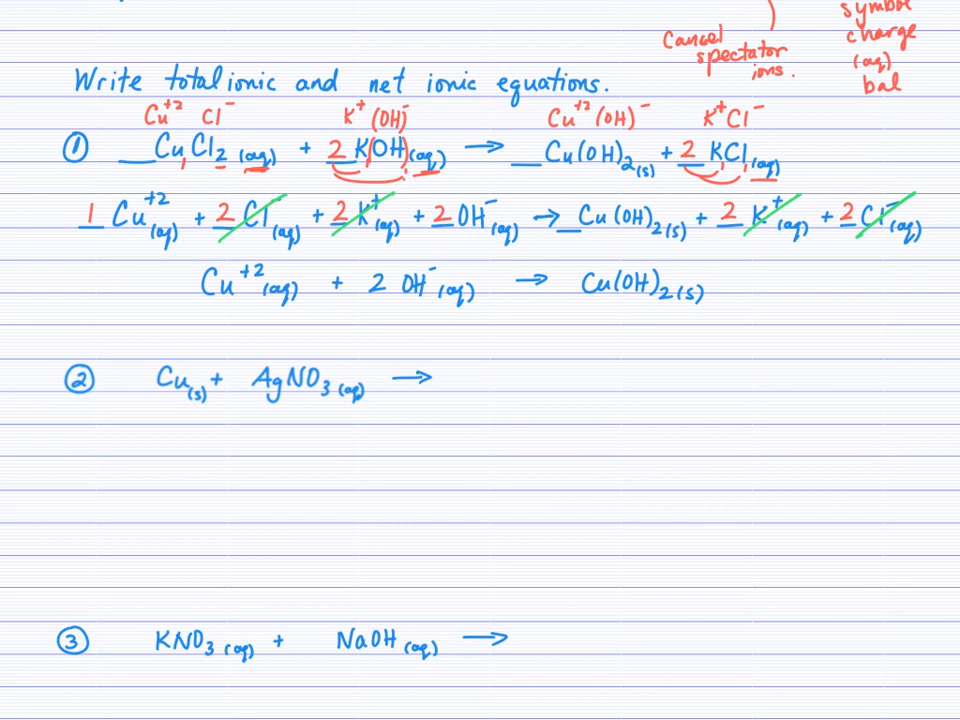 symbol
charge
Cancel
spectator
ions.
(aq)
bal
Write total ionic and net ionic equations.
Cu⁺² Cl⁻ K⁺ (OH)⁻ Cu⁺² (OH)⁻ K⁺ Cl⁻
① __CuCl₂ (aq) + 2 K(OH)(aq) → __Cu(OH)₂(s) + 2 KCl(aq)
1 Cu⁺²(aq) + 2 Cl⁻(aq) + 2 K⁺(aq) + 2 OH⁻(aq) → __Cu(OH)₂(s) + 2 K⁺(aq) + 2 Cl⁻(aq)
Cu⁺²(aq) + 2 OH⁻(aq) → Cu(OH)₂(s)
② Cu(s) + AgNO₃(aq) →
③ KNO₃(aq) + NaOH(aq) →